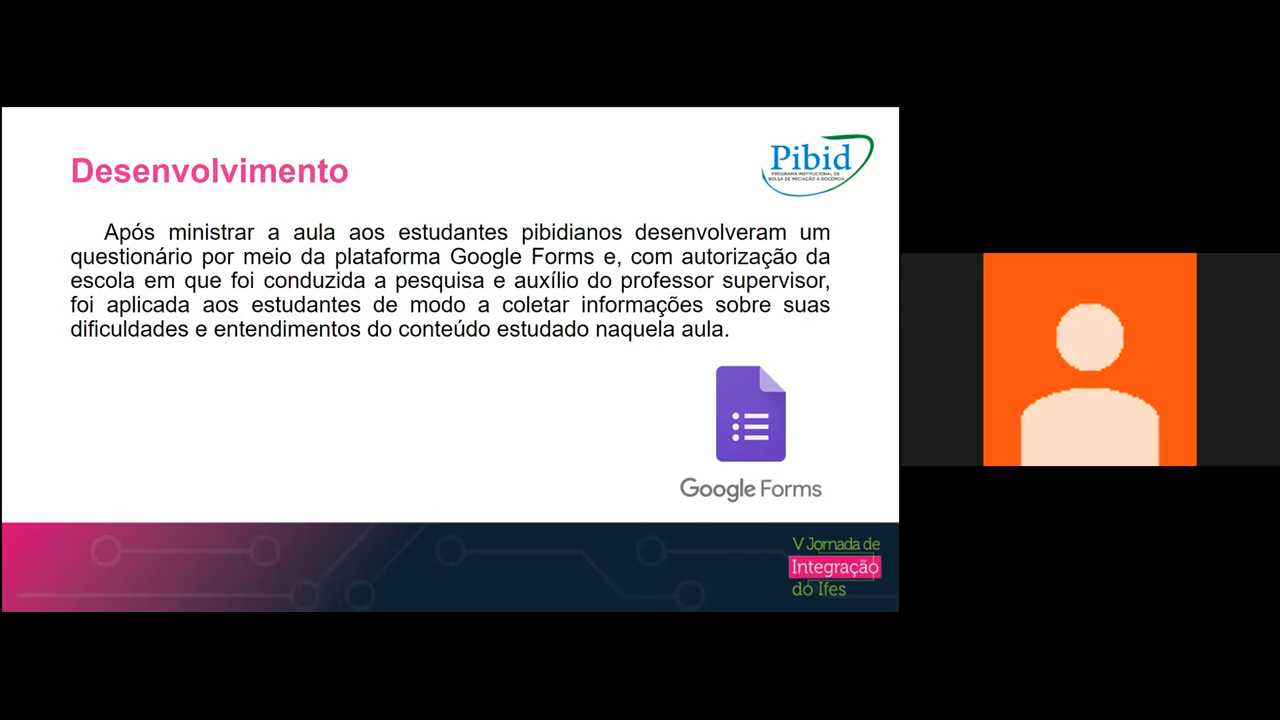 Desenvolvimento
Pibid
PROGRAMA INSTITUCIONAL DE
BOLSA DE INICIAÇÃO À DOCÊNCIA
Após ministrar a aula aos estudantes pibidianos desenvolveram um
questionário por meio da plataforma Google Forms e, com autorização da
escola em que foi conduzida a pesquisa e auxílio do professor supervisor,
foi aplicada aos estudantes de modo a coletar informações sobre suas
dificuldades e entendimentos do conteúdo estudado naquela aula.
Google Forms
V Jornada de
Integração
do Ifes